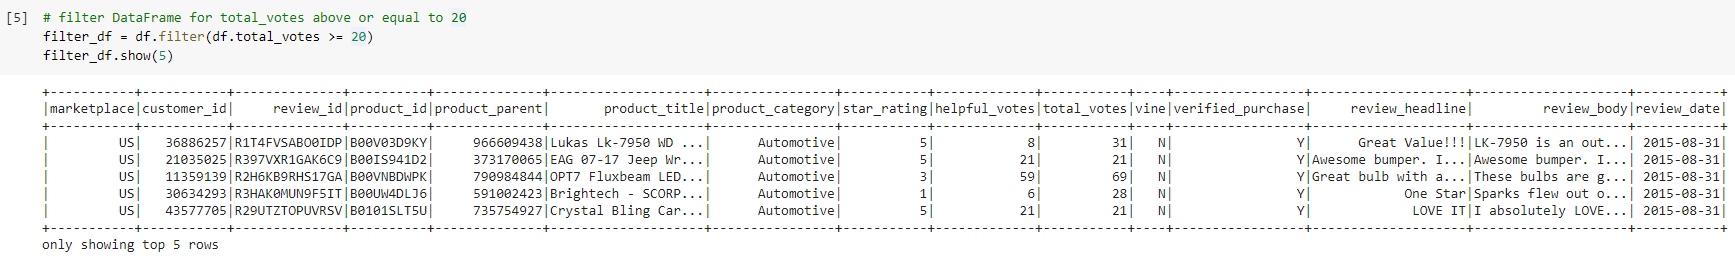 [5] # filter DataFrame for total_votes above or equal to 20
filter_df = df.filter(df.total_votes >= 20)
filter_df.show(5)
+-----------+-----------+--------------+----------+--------------+--------------------+----------------+-----------+-------------+-----------+----+-----------------+--------------------+--------------------+-----------+
|marketplace|customer_id|     review_id|product_id|product_parent|       product_title|product_category|star_rating|helpful_votes|total_votes|vine|verified_purchase|     review_headline|         review_body|review_date|
+-----------+-----------+--------------+----------+--------------+--------------------+----------------+-----------+-------------+-----------+----+-----------------+--------------------+--------------------+-----------+
|         US|   36886257|R1T4FVSABO0IDP|B00V03D9KY|     966609438|Lukas Lk-7950 WD ...|      Automotive|          5|            8|         31|   N|                Y|      Great Value!!!|LK-7950 is an out...| 2015-08-31|
|         US|   21035025|R397VXR1GAK6C9|B00IS941D2|     373170065|EAG 07-17 Jeep Wr...|      Automotive|          5|           21|         21|   N|                Y|Awesome bumper. I...|Awesome bumper. I...| 2015-08-31|
|         US|   11359139|R2H6KB9RHS17GA|B00VNBDWPK|     790984844|OPT7 Fluxbeam LED...|      Automotive|          3|           59|         69|   N|                Y|Great bulb with a...|These bulbs are g...| 2015-08-31|
|         US|   30634293|R3HAK0MUN9F5IT|B00UW4DLJ6|     591002423|Brightech - SCORP...|      Automotive|          1|            6|         28|   N|                Y|            One Star|Sparks flew out o...| 2015-08-31|
|         US|   43577705|R29UTZTOPUVRSV|B0101SLT5U|     735754927|Crystal Bling Car...|      Automotive|          5|           21|         21|   N|                Y|             LOVE IT|I absolutely LOVE...| 2015-08-31|
+-----------+-----------+--------------+----------+--------------+--------------------+----------------+-----------+-------------+-----------+----+-----------------+--------------------+--------------------+-----------+
only showing top 5 rows